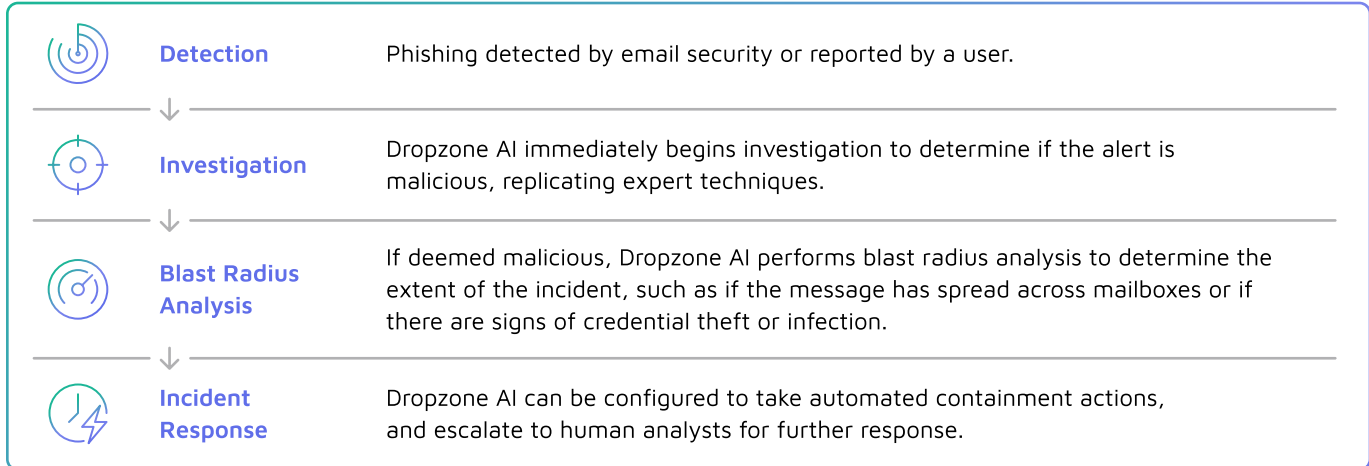 Detection
Phishing detected by email security or reported by a user.
Investigation
Dropzone AI immediately begins investigation to determine if the alert is
malicious, replicating expert techniques.
Blast Radius
Analysis
If deemed malicious, Dropzone AI performs blast radius analysis to determine the
extent of the incident, such as if the message has spread across mailboxes or if
there are signs of credential theft or infection.
Incident
Response
Dropzone AI can be configured to take automated containment actions,
and escalate to human analysts for further response.